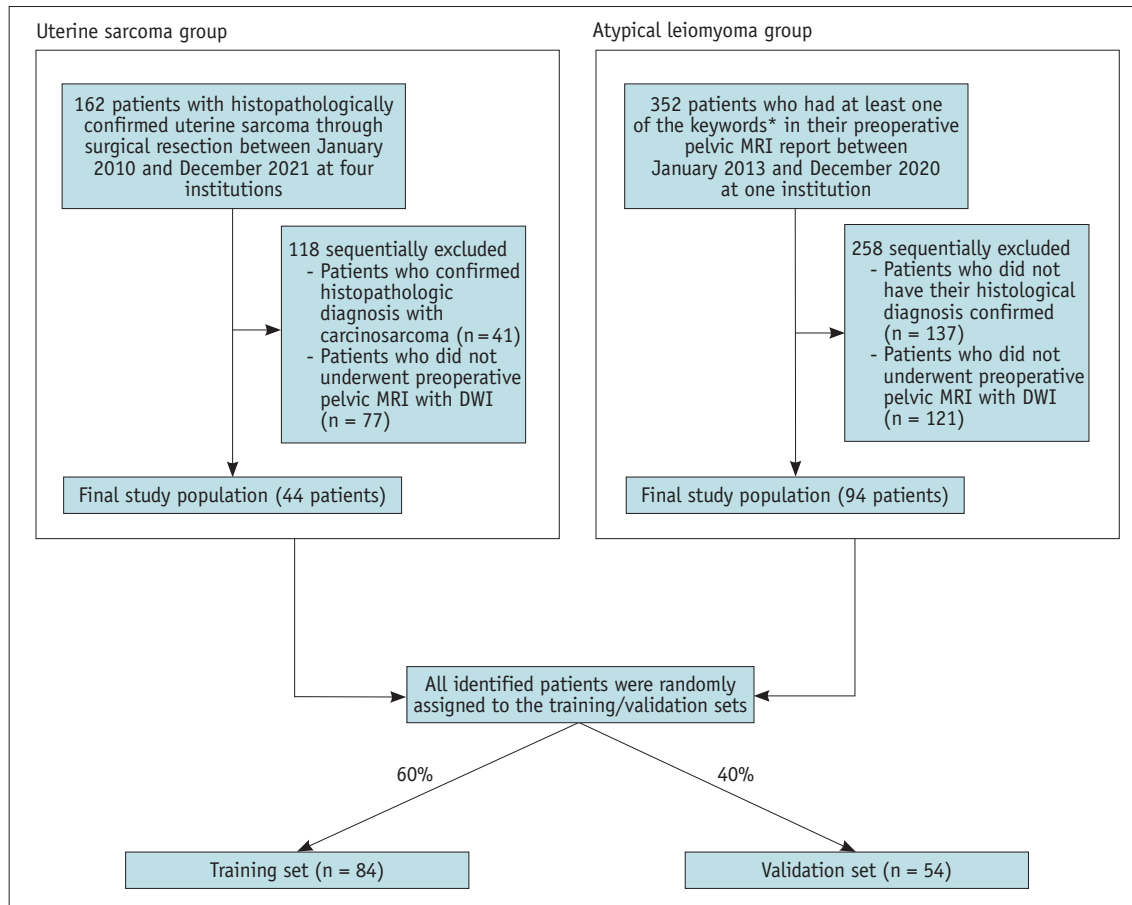 Uterine sarcoma group
162 patients with histopathologically
confirmed uterine sarcoma through
surgical resection between January
2010 and December 2021 at four
institutions
118 sequentially excluded
- Patients who confirmed
histopathologic
diagnosis with
carcinosarcoma (n = 41)
- Patients who did not
underwent preoperative
pelvic MRI with DWI
(n = 77)
Final study population (44 patients)
Atypical leiomyoma group
352 patients who had at least one
of the keywords* in their preoperative
pelvic MRI report between
January 2013 and December 2020
at one institution
258 sequentially excluded
- Patients who did not
have their histological
diagnosis confirmed
(n = 137)
- Patients who did not
underwent preoperative
pelvic MRI with DWI
(n = 121)
Final study population (94 patients)
All identified patients were randomly
assigned to the training/validation sets
60%
40%
Training set (n = 84)
Validation set (n = 54)